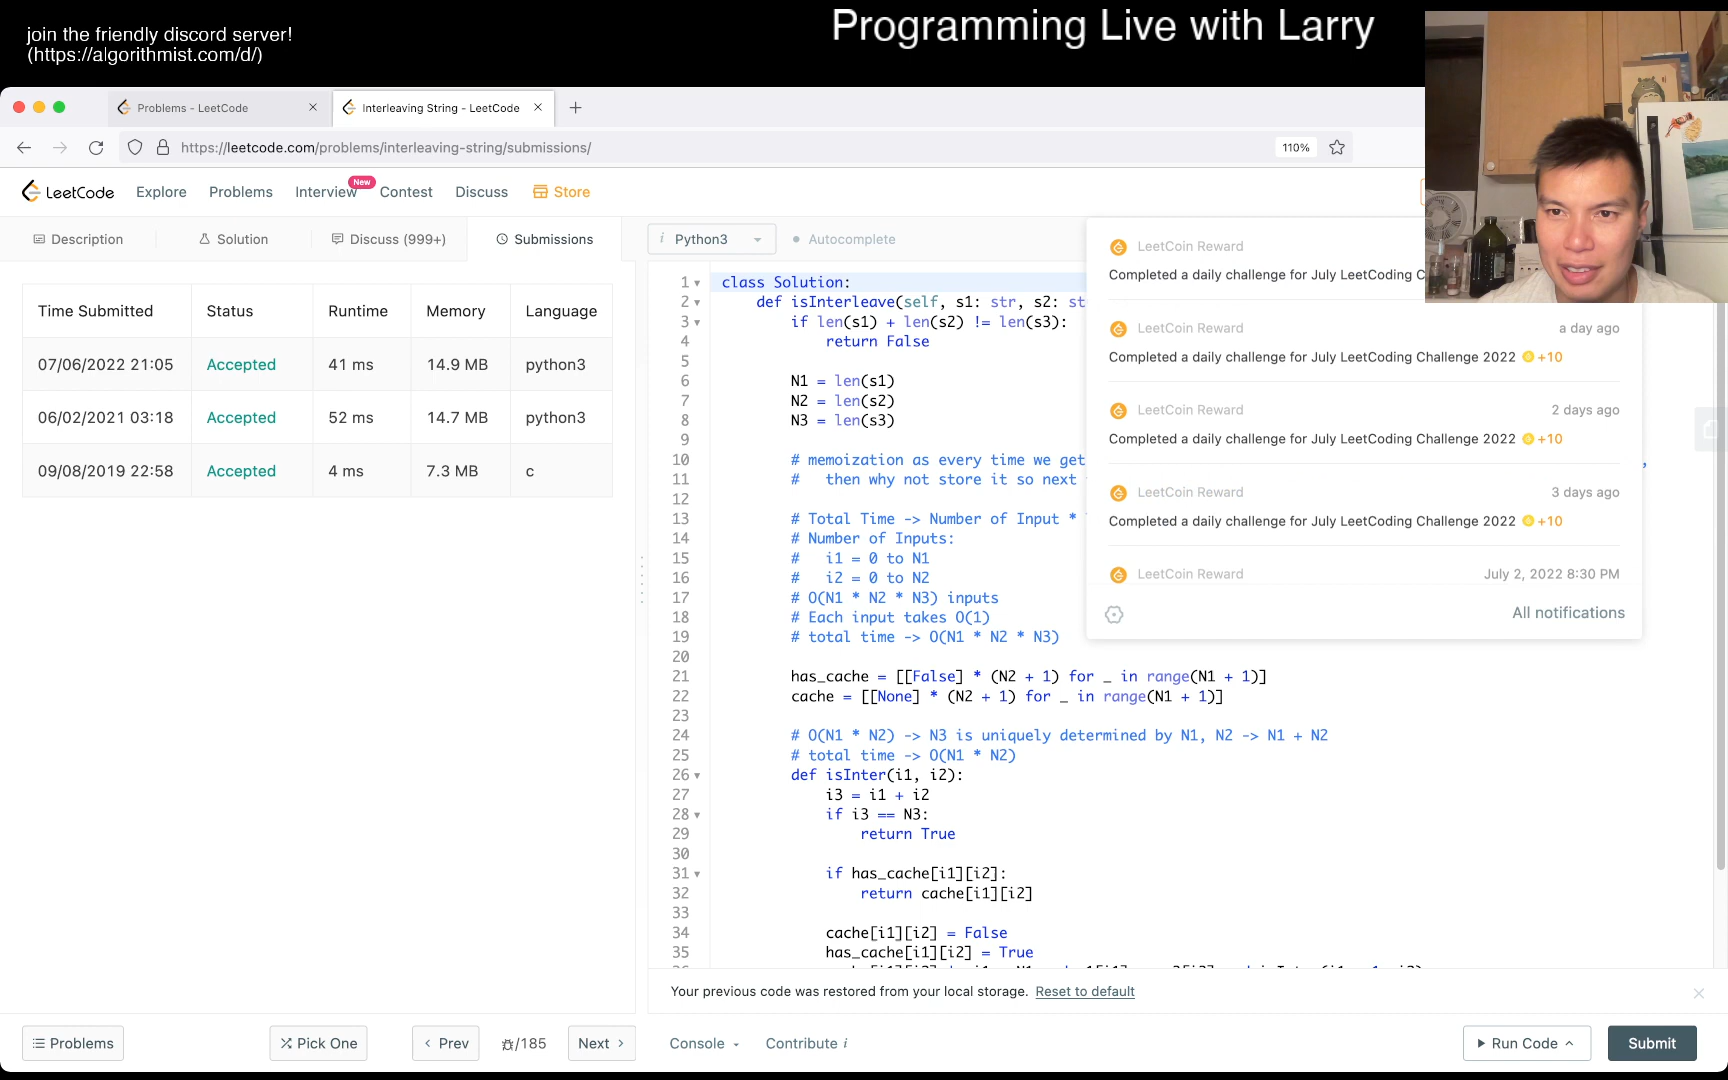 join the friendly discord server!
(https://algorithmist.com/d/)
Programming Live with Larry
Problems - LeetCode
Interleaving String - LeetCode
https://leetcode.com/problems/interleaving-string/submissions/
110%
LeetCode
Explore
Problems
Interview
New
Contest
Discuss
Store
Description
Solution
Discuss (999+)
Submissions
i Python3
Autocomplete
Time Submitted Status Runtime Memory Language
07/06/2022 21:05 Accepted 41 ms 14.9 MB python3
06/02/2021 03:18 Accepted 52 ms 14.7 MB python3
09/08/2019 22:58 Accepted 4 ms 7.3 MB c
1 class Solution:
2 def isInterleave(self, s1: str, s2: st
3 if len(s1) + len(s2) != len(s3):
4 return False
5
6 N1 = len(s1)
7 N2 = len(s2)
8 N3 = len(s3)
9
10 # memoization as every time we get
11 # then why not store it so next
12
13 # Total Time -> Number of Input *
14 # Number of Inputs:
15 # i1 = 0 to N1
16 # i2 = 0 to N2
17 # O(N1 * N2 * N3) inputs
18 # Each input takes O(1)
19 # total time -> O(N1 * N2 * N3)
20
21 has_cache = [[False] * (N2 + 1) for _ in range(N1 + 1)]
22 cache = [[None] * (N2 + 1) for _ in range(N1 + 1)]
23
24 # O(N1 * N2) -> N3 is uniquely determined by N1, N2 -> N1 + N2
25 # total time -> O(N1 * N2)
26 def isInter(i1, i2):
27 i3 = i1 + i2
28 if i3 == N3:
29 return True
30
31 if has_cache[i1][i2]:
32 return cache[i1][i2]
33
34 cache[i1][i2] = False
35 has_cache[i1][i2] = True
LeetCoin Reward
Completed a daily challenge for July LeetCoding C
LeetCoin Reward a day ago
Completed a daily challenge for July LeetCoding Challenge 2022 +10
LeetCoin Reward 2 days ago
Completed a daily challenge for July LeetCoding Challenge 2022 +10
LeetCoin Reward 3 days ago
Completed a daily challenge for July LeetCoding Challenge 2022 +10
LeetCoin Reward July 2, 2022 8:30 PM
All notifications
Your previous code was restored from your local storage. Reset to default
Problems
Pick One
Prev
/185
Next
Console
Contribute i
Run Code
Submit